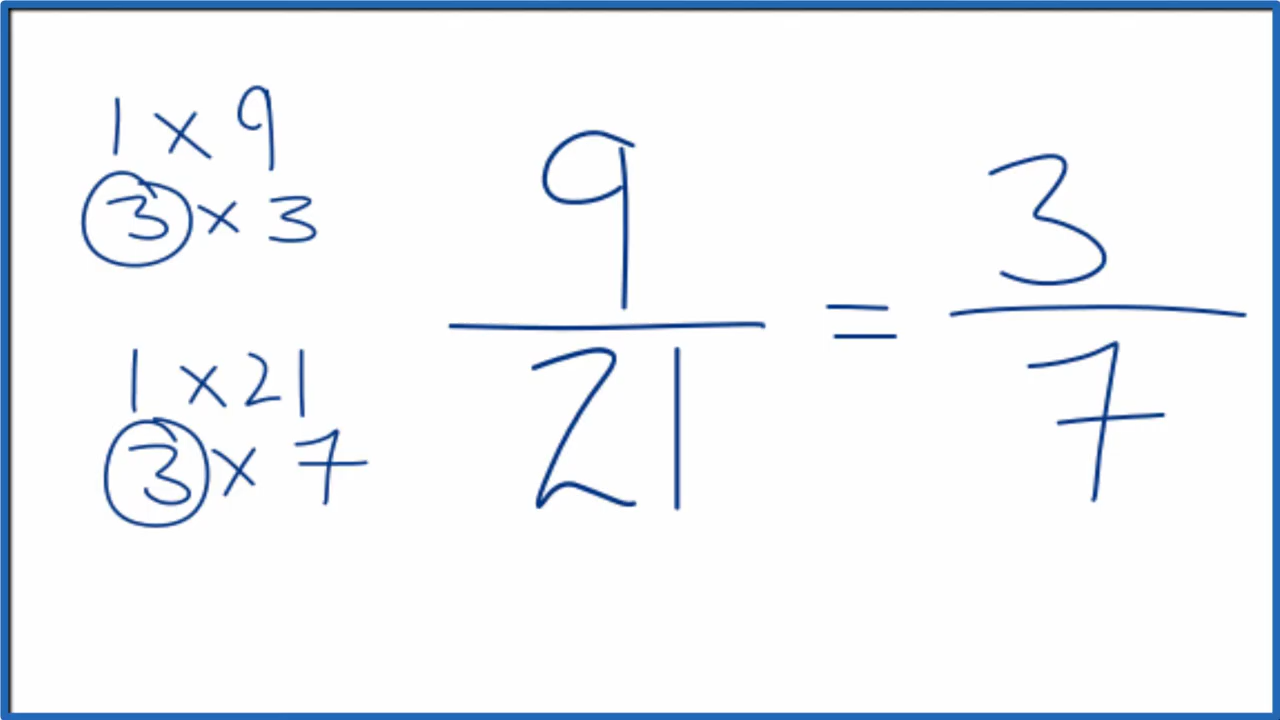 1 × 9
3 × 3
1 × 21
3 × 7
9/21 = 3/7